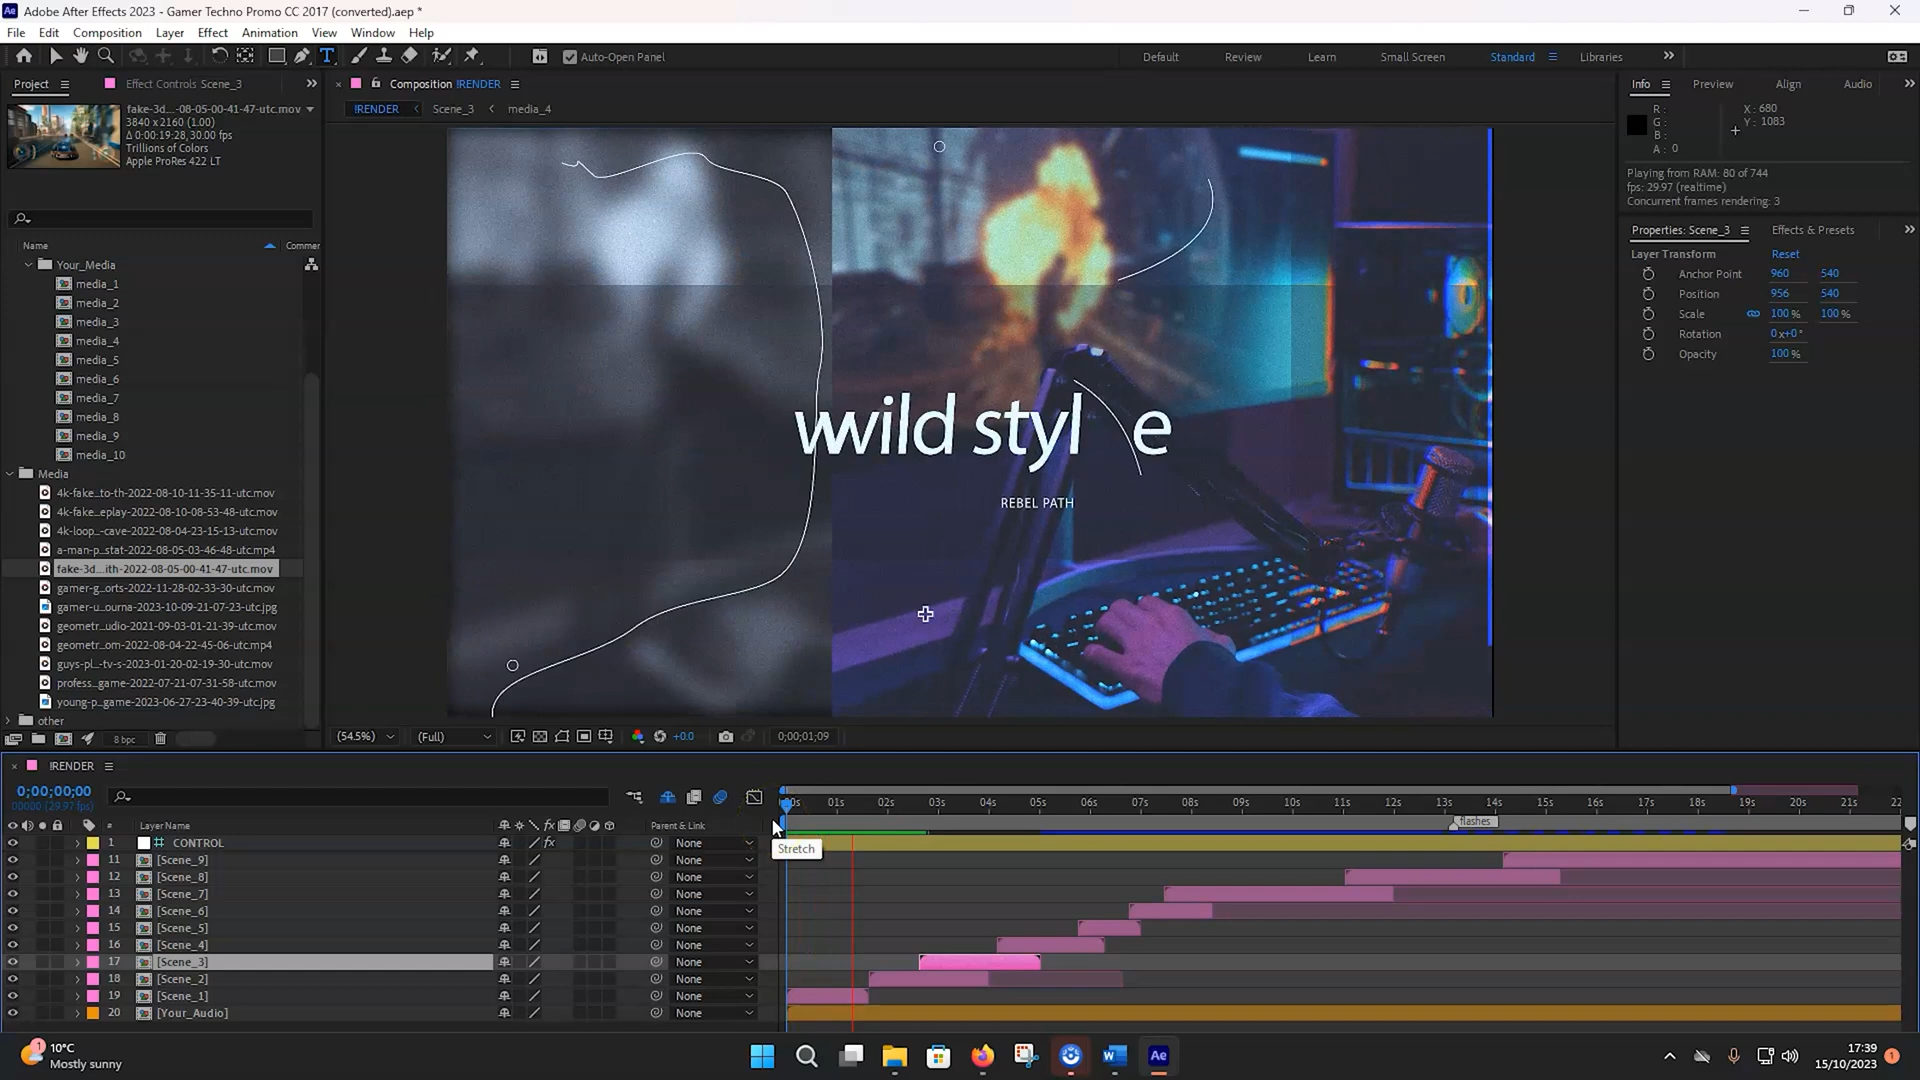 Adobe After Effects 2023 - Gamer Techno Promo CC 2017 (converted).aep *
File Edit Composition Layer Effect Animation View Window Help
Auto-Open Panel
Default Review Learn Small Screen Standard Libraries
Project
Effect Controls Scene_3
Composition !RENDER
!RENDER Scene_3 media_4
fake-3d...-08-05-00-41-47-utc.mov
3840 x 2160 (1.00)
Δ 0:00:19:28, 30.00 fps
Trillions of Colors
Apple ProRes 422 LT
Name Commer
Your_Media
media_1
media_2
media_3
media_4
media_5
media_6
media_7
media_8
media_9
media_10
Media
4k-fake...to-th-2022-08-10-11-35-11-utc.mov
4k-fake...eplay-2022-08-10-08-53-48-utc.mov
4k-loop...-cave-2022-08-04-23-15-13-utc.mov
a-man-p...stat-2022-08-05-03-46-48-utc.mp4
fake-3d...ith-2022-08-05-00-41-47-utc.mov
gamer-g...orts-2022-11-28-02-33-30-utc.mov
gamer-u...ourna-2023-10-09-21-07-23-utc.jpg
geometr...udio-2021-09-03-01-21-39-utc.mov
geometr...om-2022-08-04-22-45-06-utc.mp4
guys-pl...tv-s-2023-01-20-02-19-30-utc.mov
profess...game-2022-07-21-07-31-58-utc.mov
young-p...game-2023-06-27-23-40-39-utc.jpg
other
8 bpc
wwild styl e
REBEL PATH
(54.5%) (Full) +0.0 0;00;01;09
Info Preview Align Audio
R :
G :
B :
A : 0
X : 680
Y : 1083
Playing from RAM: 80 of 744
fps: 29.97 (realtime)
Concurrent frames rendering: 3
Properties: Scene_3 Effects & Presets
Layer Transform Reset
Anchor Point 960 540
Position 956 540
Scale 100 % 100 %
Rotation 0x+0°
Opacity 100 %
!RENDER
0;00;00;00
00000 (29.97 fps)
00s 01s 02s 03s 04s 05s 06s 07s 08s 09s 10s 11s 12s 13s 14s 15s 16s 17s 18s 19s 20s 21s 22
flashes
# Layer Name fx Parent & Link
Stretch
1 CONTROL fx None
11 [Scene_9] None
12 [Scene_8] None
13 [Scene_7] None
14 [Scene_6] None
15 [Scene_5] None
16 [Scene_4] None
17 [Scene_3] None
18 [Scene_2] None
19 [Scene_1] None
20 [Your_Audio] None
1
10°C
Mostly sunny
17:39
15/10/2023
1